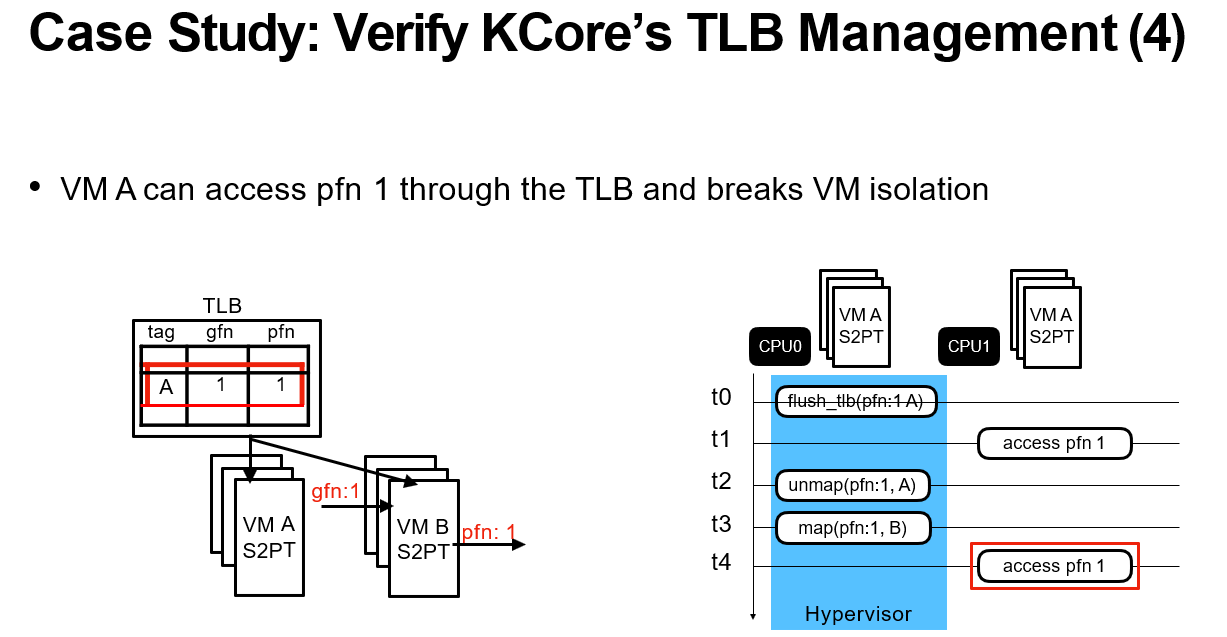 Case Study: Verify KCore’s TLB Management (4)
• VM A can access pfn 1 through the TLB and breaks VM isolation
TLB
tag gfn pfn
A 1 1
VM A
S2PT
gfn:1
VM B
S2PT
pfn: 1
CPU0
VM A
S2PT
CPU1
VM A
S2PT
t0
flush_tlb(pfn:1 A)
t1
access pfn 1
t2
unmap(pfn:1, A)
t3
map(pfn:1, B)
t4
access pfn 1
Hypervisor